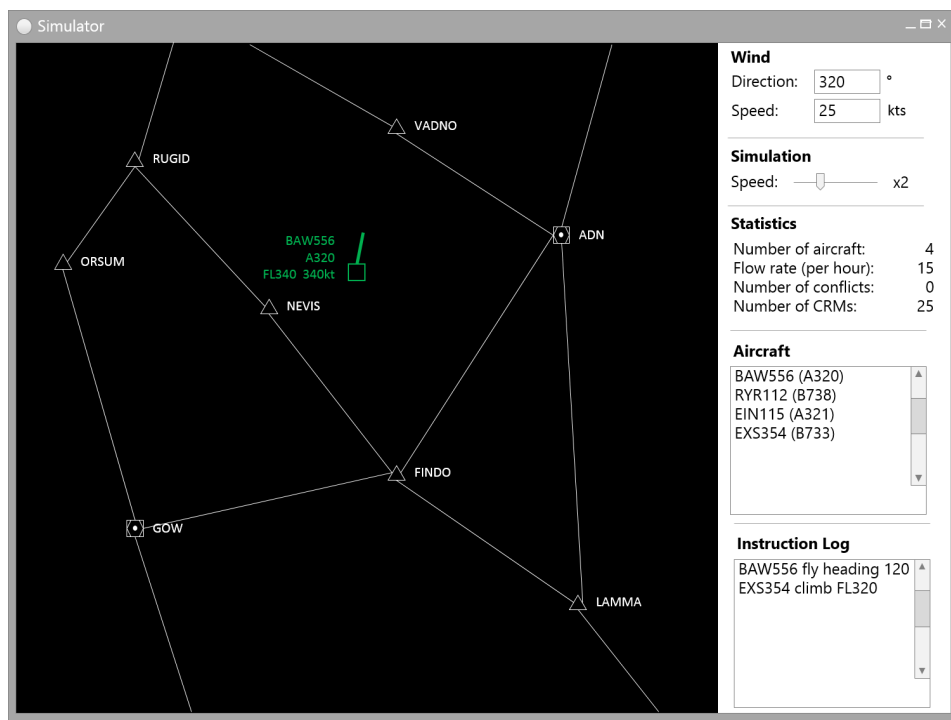 Simulator
VADNO
RUGID
ADN
BAW556
A320
FL340 340kt
ORSUM
NEVIS
FINDO
GOW
LAMMA
Wind
Direction: 320 °
Speed: 25 kts
Simulation
Speed: x2
Statistics
Number of aircraft: 4
Flow rate (per hour): 15
Number of conflicts: 0
Number of CRMs: 25
Aircraft
BAW556 (A320)
RYR112 (B738)
EIN115 (A321)
EXS354 (B733)
Instruction Log
BAW556 fly heading 120
EXS354 climb FL320